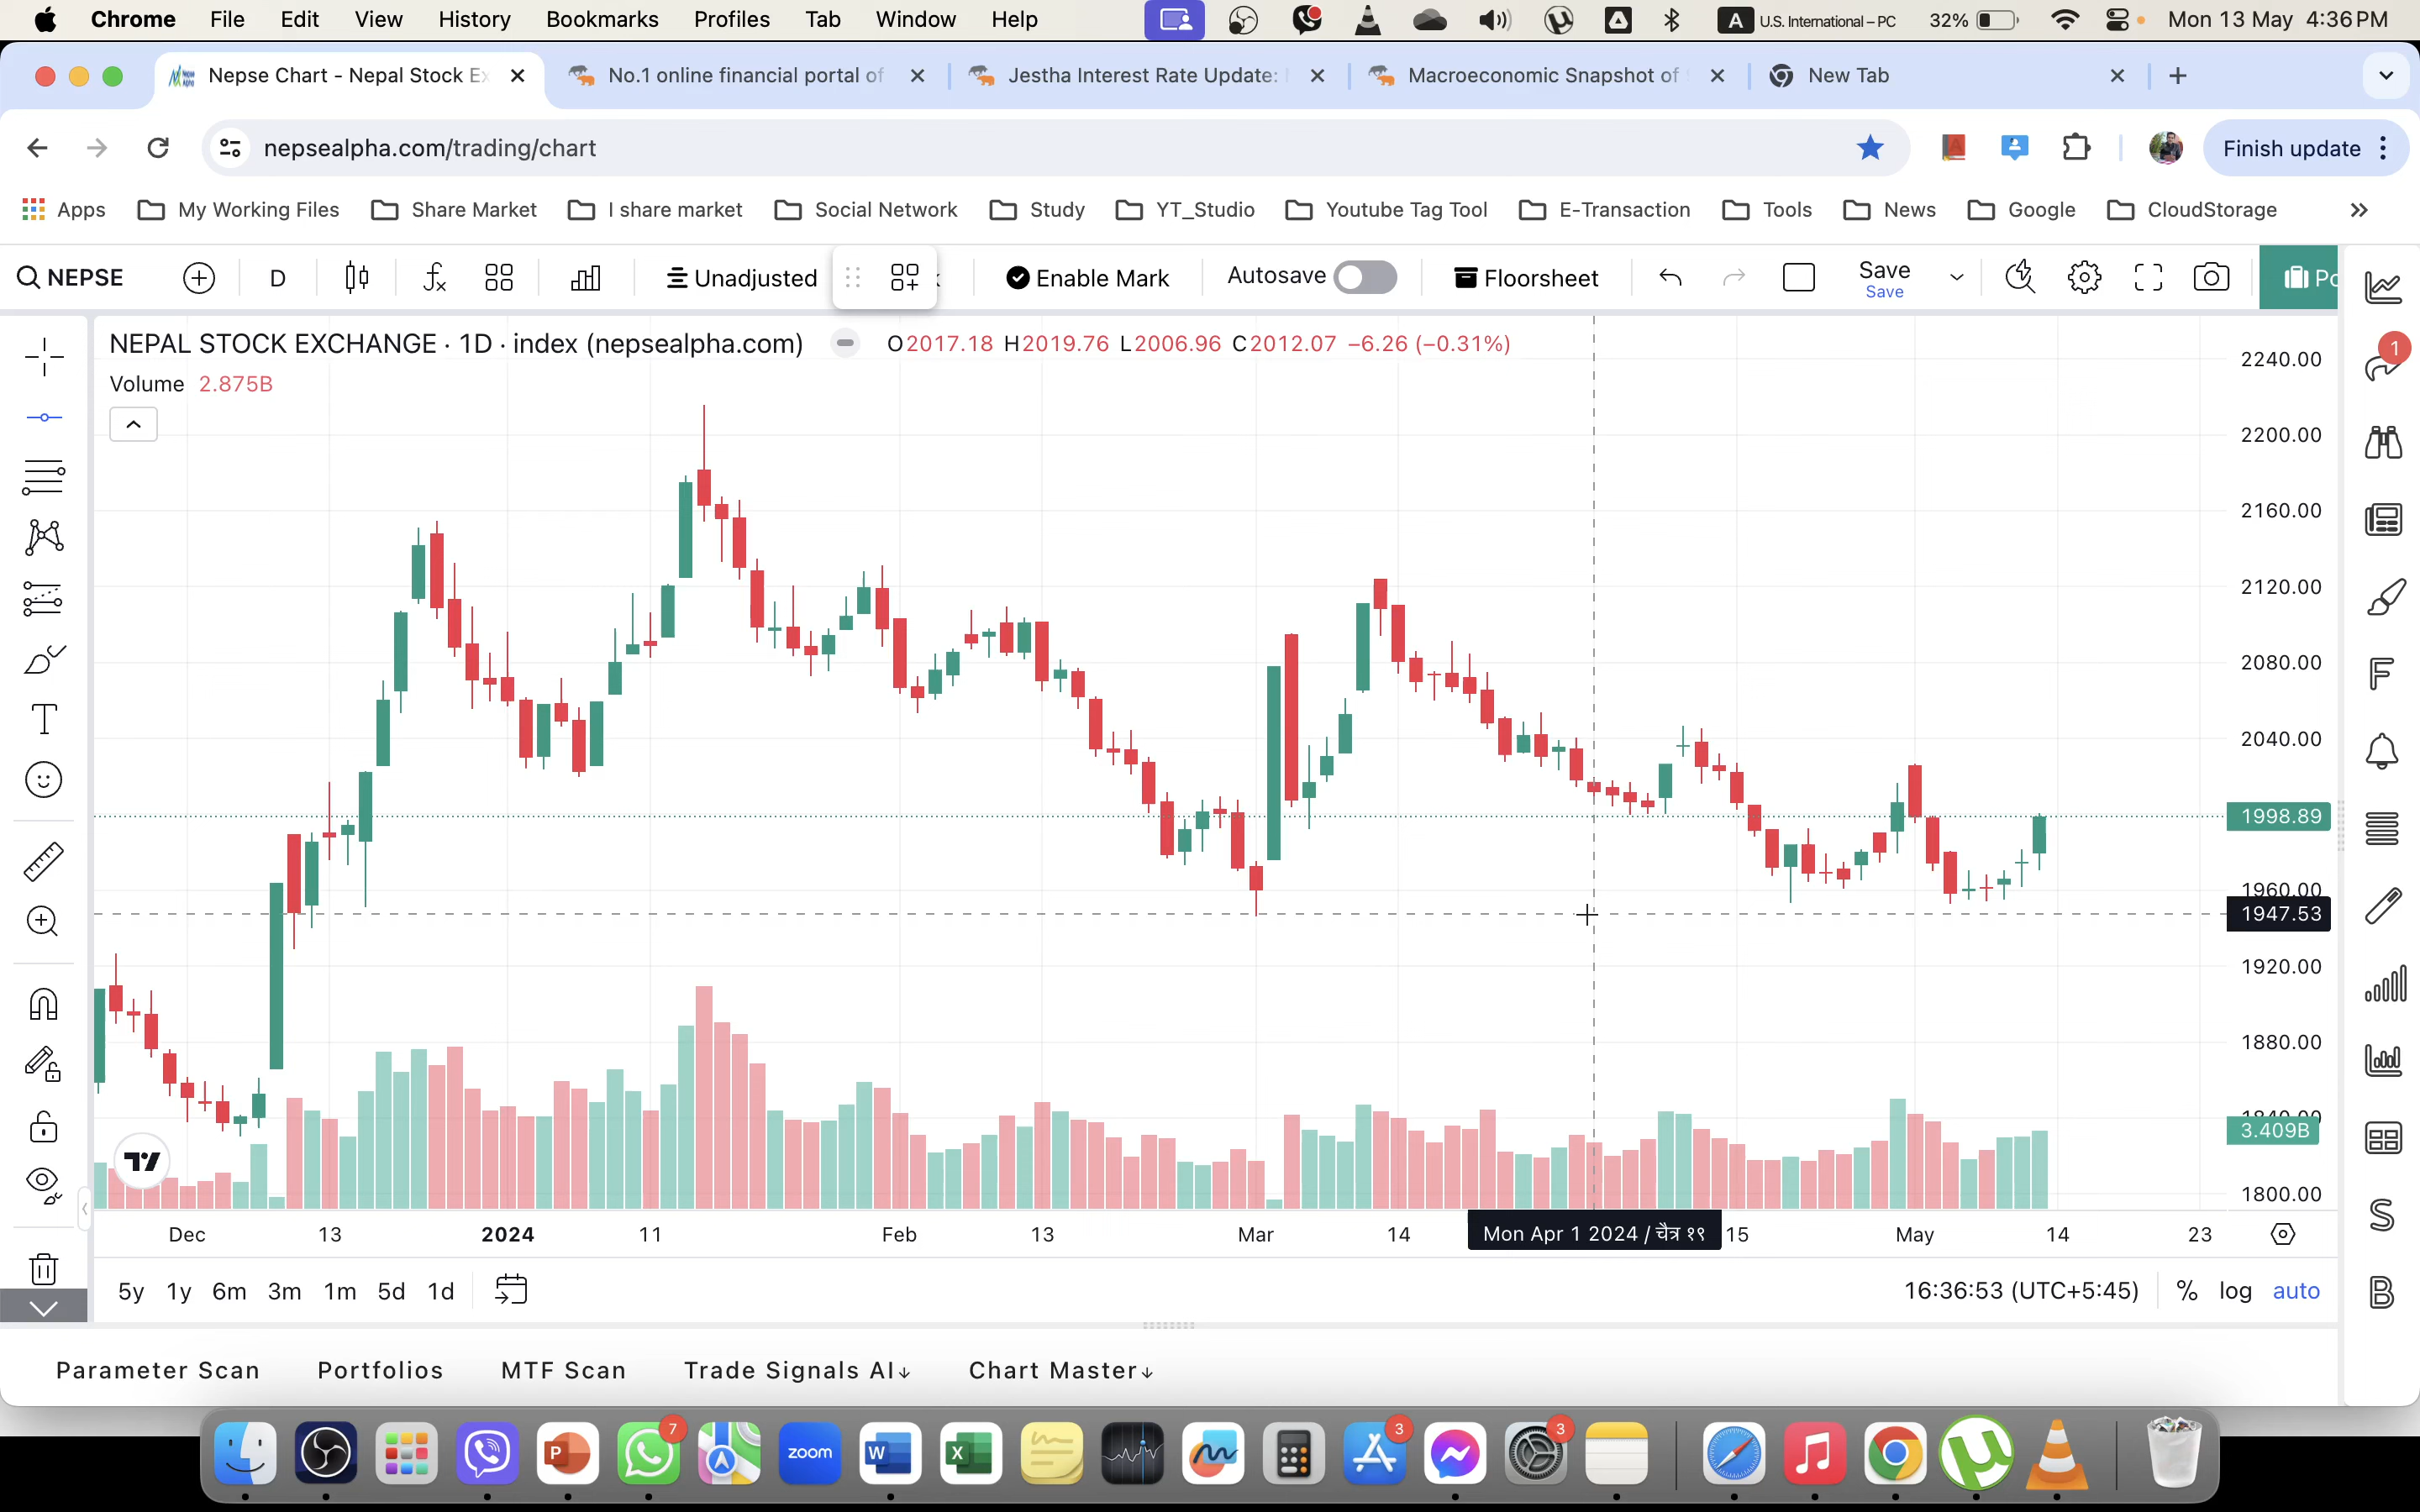 Chrome File Edit View History Bookmarks Profiles Tab Window Help A U.S. International – PC 32% Mon 13 May 4:36 PM
Nepse Chart - Nepal Stock Ex No.1 online financial portal of Jestha Interest Rate Update: Macroeconomic Snapshot of New Tab
nepsealpha.com/trading/chart Finish update
Apps My Working Files Share Market I share market Social Network Study YT_Studio Youtube Tag Tool E-Transaction Tools News Google CloudStorage
NEPSE D Unadjusted Enable Mark Autosave Floorsheet Save
Save
NEPAL STOCK EXCHANGE · 1D · index (nepsealpha.com) O2017.18 H2019.76 L2006.96 C2012.07 −6.26 (−0.31%)
Volume 2.875B
1
2240.00
2200.00
2160.00
2120.00
2080.00
2040.00
1998.89
1960.00
1947.53
1920.00
1880.00
1840.00
3.409B
1800.00
F
S
B
Dec 13 2024 11 Feb 13 Mar 14 Mon Apr 1 2024 / चैत्र १९ 15 May 14 23
5y 1y 6m 3m 1m 5d 1d 16:36:53 (UTC+5:45) % log auto
Parameter Scan Portfolios MTF Scan Trade Signals AI↓ Chart Master↓
P 7 zoom W X 3 3